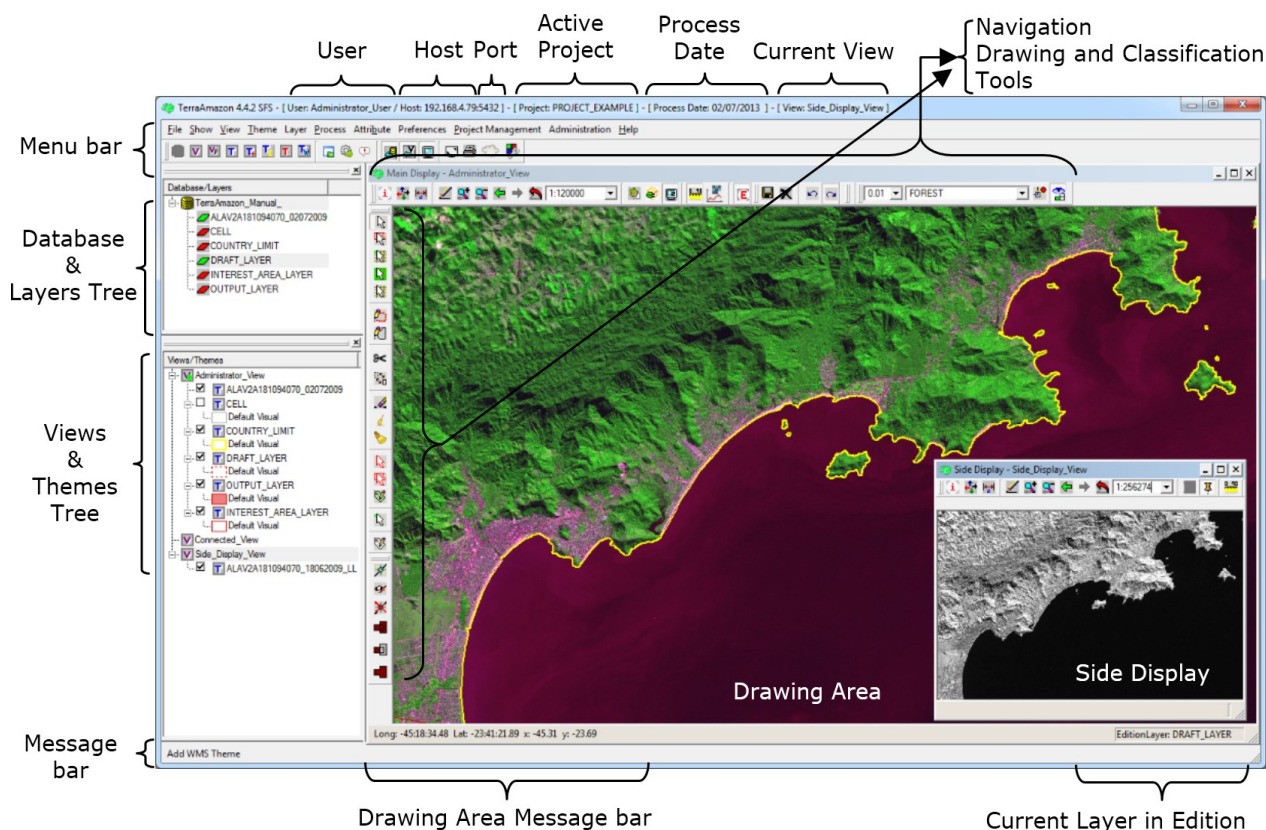 User
Host
Port
Active
Project
Process
Date
Current View
Navigation
Drawing and Classification
Tools
TerraAmazon 4.4.2 SFS - [ User: Administrator_User / Host: 192.168.4.79:5432 ] - [ Project: PROJECT_EXAMPLE ] - [ Process Date: 02/07/2013 ] - [ View: Side_Display_View ]
Menu bar
File Show View Theme Layer Process Attribute Preferences Project Management Administration Help
Main Display - Administrator_View
1:120000
0.01
FOREST
Database
&
Layers Tree
Database/Layers
TerraAmazon_Manual_
ALAV2A181094070_02072009
CELL
COUNTRY_LIMIT
DRAFT_LAYER
INTEREST_AREA_LAYER
OUTPUT_LAYER
Views
&
Themes
Tree
Views/Themes
Administrator_View
ALAV2A181094070_02072009
CELL
Default Visual
COUNTRY_LIMIT
Default Visual
DRAFT_LAYER
Default Visual
OUTPUT_LAYER
Default Visual
INTEREST_AREA_LAYER
Default Visual
Connected_View
Side_Display_View
ALAV2A181094070_18062009_LL
Side Display - Side_Display_View
1:256274
Side Display
Drawing Area
Long: -45:18:34.48 Lat: -23:41:21.89 x: -45.31 y: -23.69
EditionLayer: DRAFT_LAYER
Message
bar
Add WMS Theme
Drawing Area Message bar
Current Layer in Edition